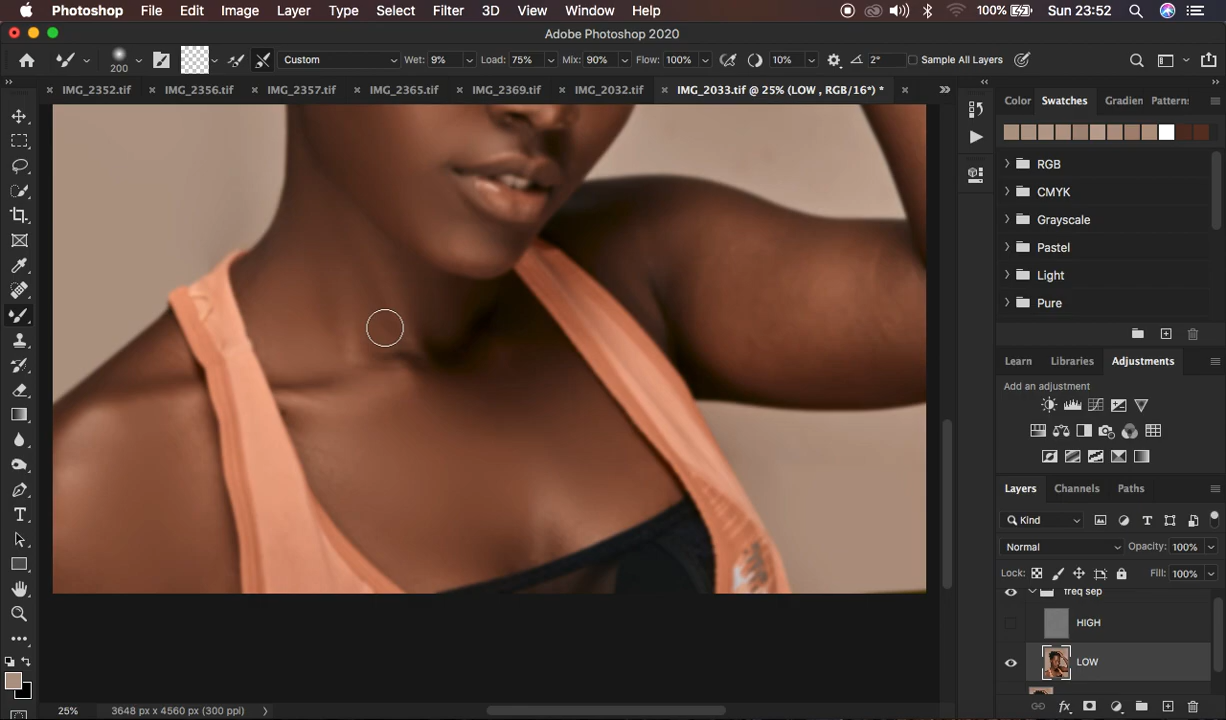 Photoshop File Edit Image Layer Type Select Filter 3D View Window Help 100% Sun 23:52
Adobe Photoshop 2020
200 Custom Wet: 9% Load: 75% Mix: 90% Flow: 100% 10% 2° Sample All Layers
IMG_2352.tif IMG_2356.tif IMG_2357.tif IMG_2365.tif IMG_2369.tif IMG_2032.tif IMG_2033.tif @ 25% (LOW , RGB/16*) *
Color Swatches Gradien Patterns
RGB
CMYK
Grayscale
Pastel
Light
Pure
Learn Libraries Adjustments
Add an adjustment
Layers Channels Paths
Kind
Normal Opacity: 100%
Lock: Fill: 100%
freq sep
HIGH
LOW
25% 3648 px x 4560 px (300 ppi)